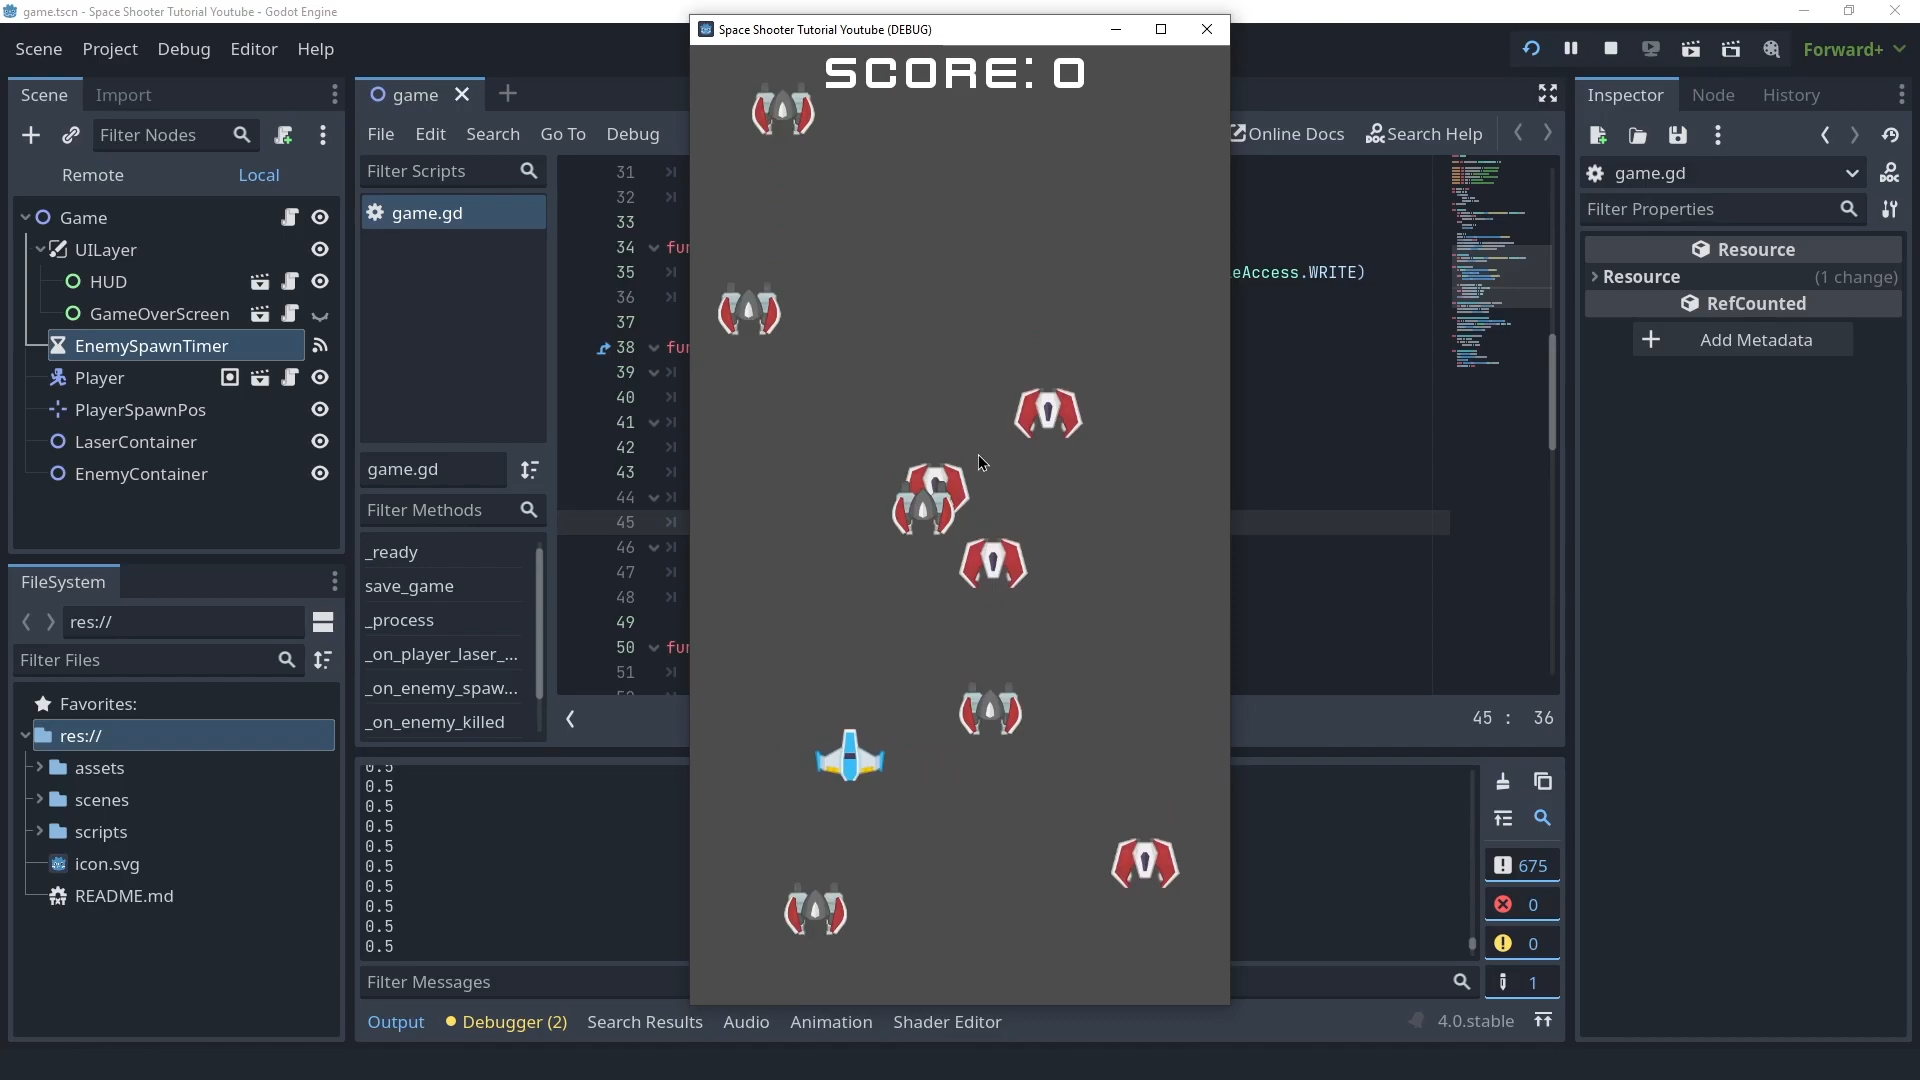 game.tscn - Space Shooter Tutorial Youtube - Godot Engine
Space Shooter Tutorial Youtube (DEBUG)
Scene Project Debug Editor Help
Forward+
SCORE: 0
Scene Import
game
Inspector Node History
Filter Nodes
File Edit Search Go To Debug
Online Docs Search Help
Remote Local
Filter Scripts
game.gd
game.gd
Filter Properties
Game
UILayer
HUD
GameOverScreen
EnemySpawnTimer
Player
PlayerSpawnPos
LaserContainer
EnemyContainer
Resource
Resource (1 change)
RefCounted
Add Metadata
31
32
33
34 fun
35 eAccess.WRITE)
36
37
38 fun
39
40
41
42
43
44
45
46
47
48
49
50 fun
51
game.gd
Filter Methods
_ready
save_game
_process
_on_player_laser_...
_on_enemy_spaw...
_on_enemy_killed
45 : 36
FileSystem
res://
Filter Files
Favorites:
res://
assets
scenes
scripts
icon.svg
README.md
0.5
0.5
0.5
0.5
0.5
0.5
0.5
0.5
0.5
0.5
675
0
0
1
Filter Messages
Output Debugger (2) Search Results Audio Animation Shader Editor
4.0.stable